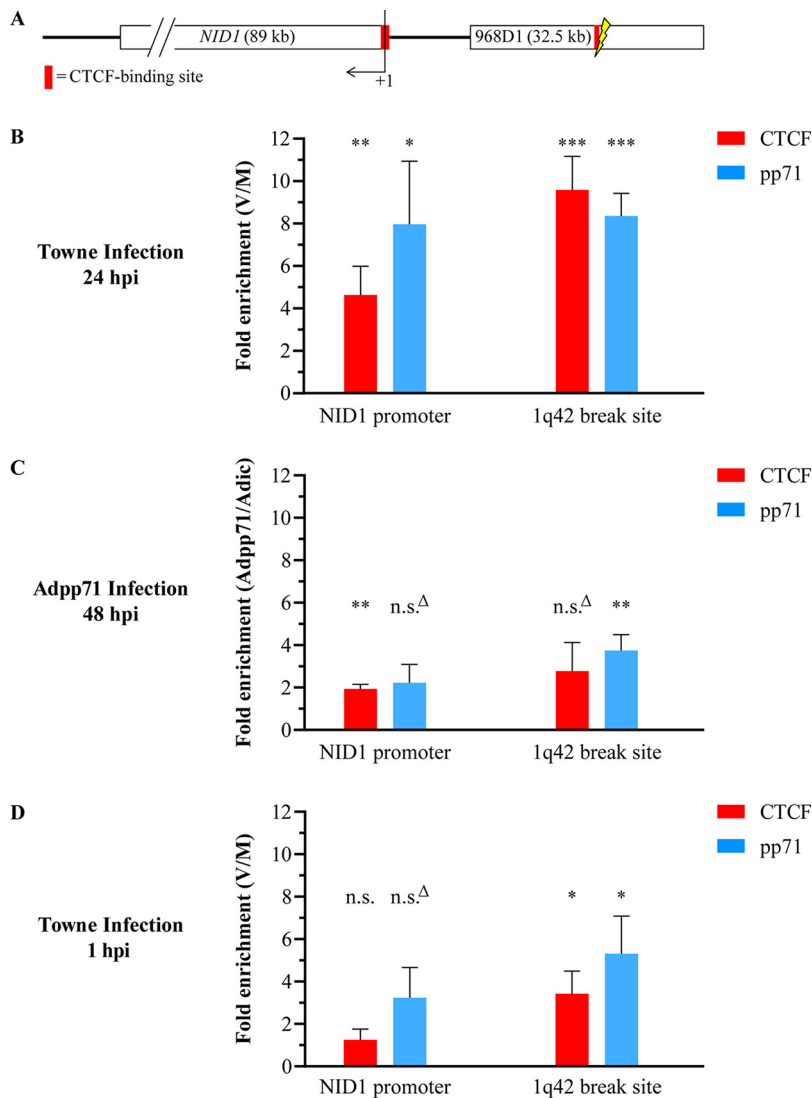 A
NID1 (89 kb)
968D1 (32.5 kb)
= CTCF-binding site
+1
B
Towne Infection
24 hpi
Fold enrichment (V/M)
12
10
8
6
4
2
0
** * *** ***
NID1 promoter 1q42 break site
CTCF
pp71
C
Adpp71 Infection
48 hpi
Fold enrichment (Adpp71/Adic)
12
10
8
6
4
2
0
** n.s.Δ n.s.Δ **
NID1 promoter 1q42 break site
CTCF
pp71
D
Towne Infection
1 hpi
Fold enrichment (V/M)
12
10
8
6
4
2
0
n.s. n.s.Δ * *
NID1 promoter 1q42 break site
CTCF
pp71